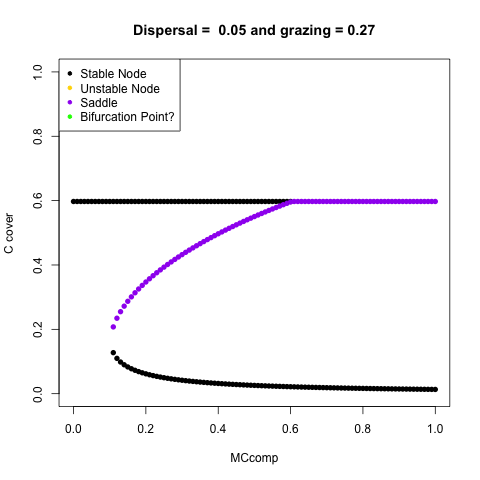 Dispersal =  0.05 and grazing = 0.27
Stable Node
Unstable Node
Saddle
Bifurcation Point?
C cover
1.0
0.8
0.6
0.4
0.2
0.0
0.0 0.2 0.4 0.6 0.8 1.0
MCcomp